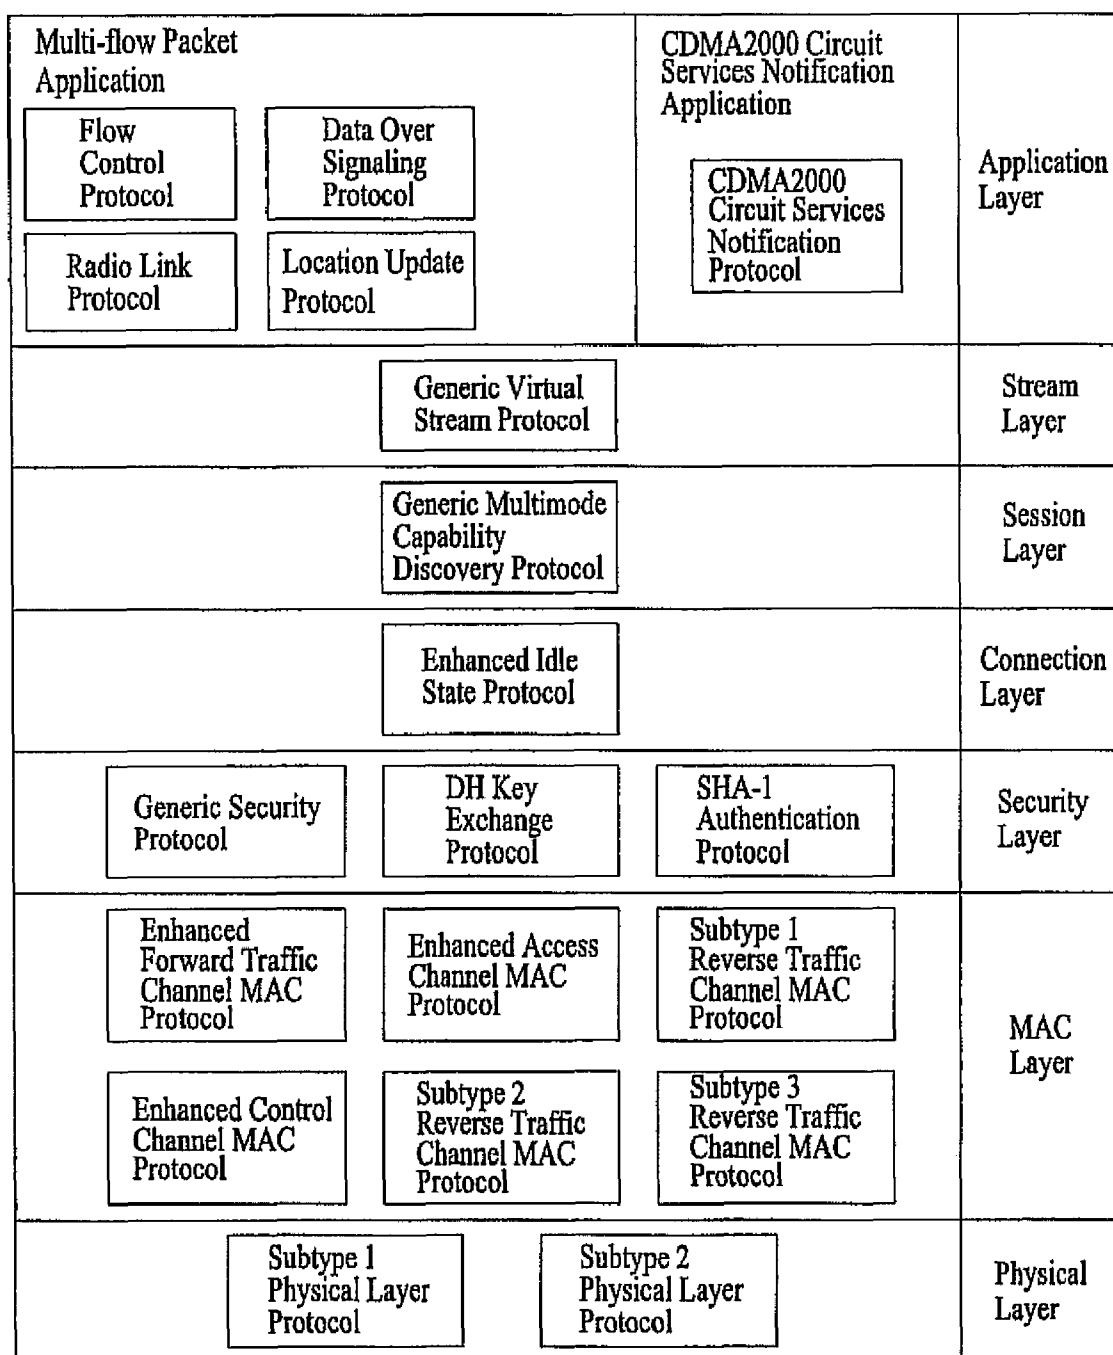 Multi-flow Packet
Application
Flow
Control
Protocol
Data Over
Signaling
Protocol
Radio Link
Protocol
Location Update
Protocol
CDMA2000 Circuit
Services Notification
Application
CDMA2000
Circuit Services
Notification
Protocol
Application
Layer
Generic Virtual
Stream Protocol
Stream
Layer
Generic Multimode
Capability
Discovery Protocol
Session
Layer
Enhanced Idle
State Protocol
Connection
Layer
Generic Security
Protocol
DH Key
Exchange
Protocol
SHA-1
Authentication
Protocol
Security
Layer
Enhanced
Forward Traffic
Channel MAC
Protocol
Enhanced Access
Channel MAC
Protocol
Subtype 1
Reverse Traffic
Channel MAC
Protocol
Enhanced Control
Channel MAC
Protocol
Subtype 2
Reverse Traffic
Channel MAC
Protocol
Subtype 3
Reverse Traffic
Channel MAC
Protocol
MAC
Layer
Subtype 1
Physical Layer
Protocol
Subtype 2
Physical Layer
Protocol
Physical
Layer